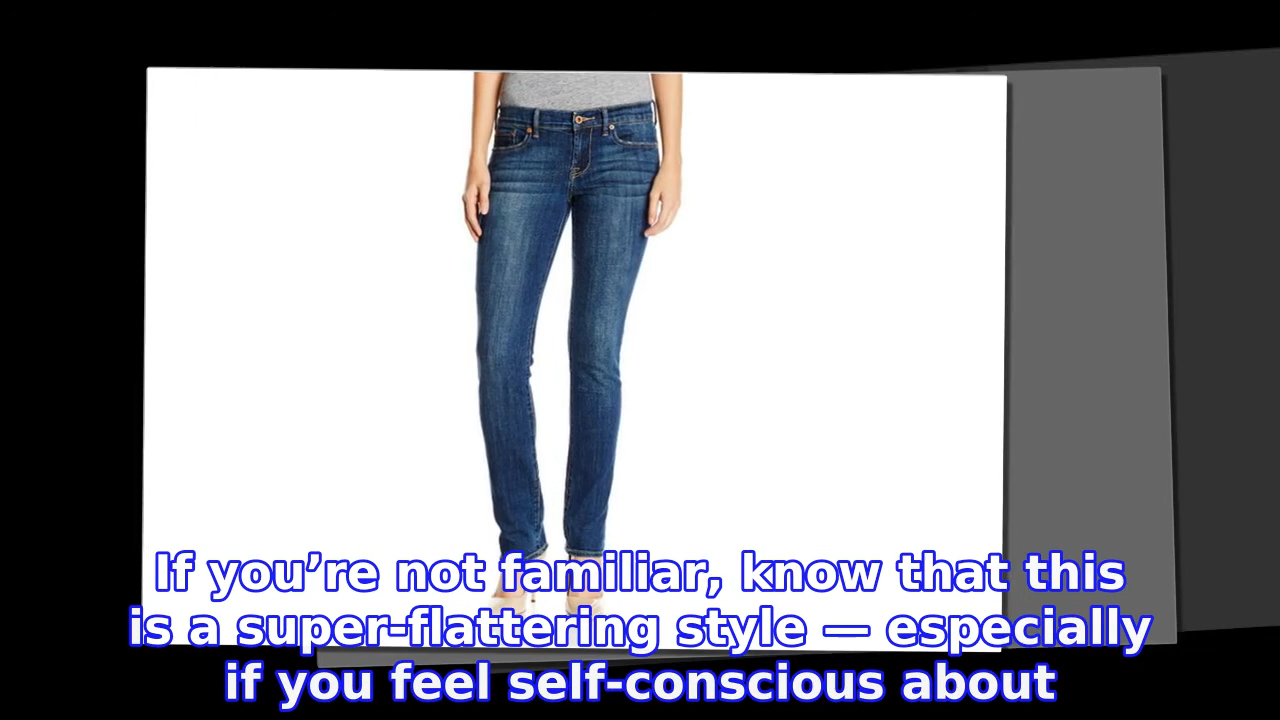 If you’re not familiar, know that this
is a super-flattering style — especially
if you feel self-conscious about